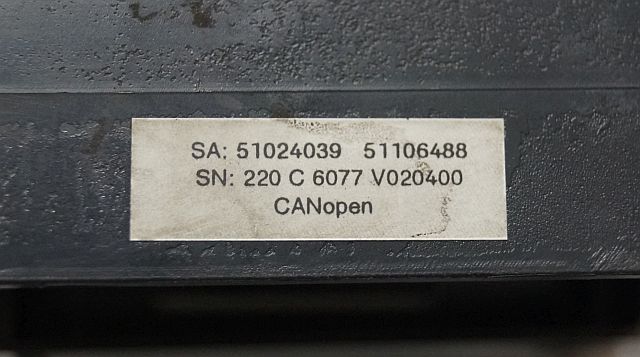 SA: 51024039 51106488
SN: 220 C 6077 V020400
CANopen